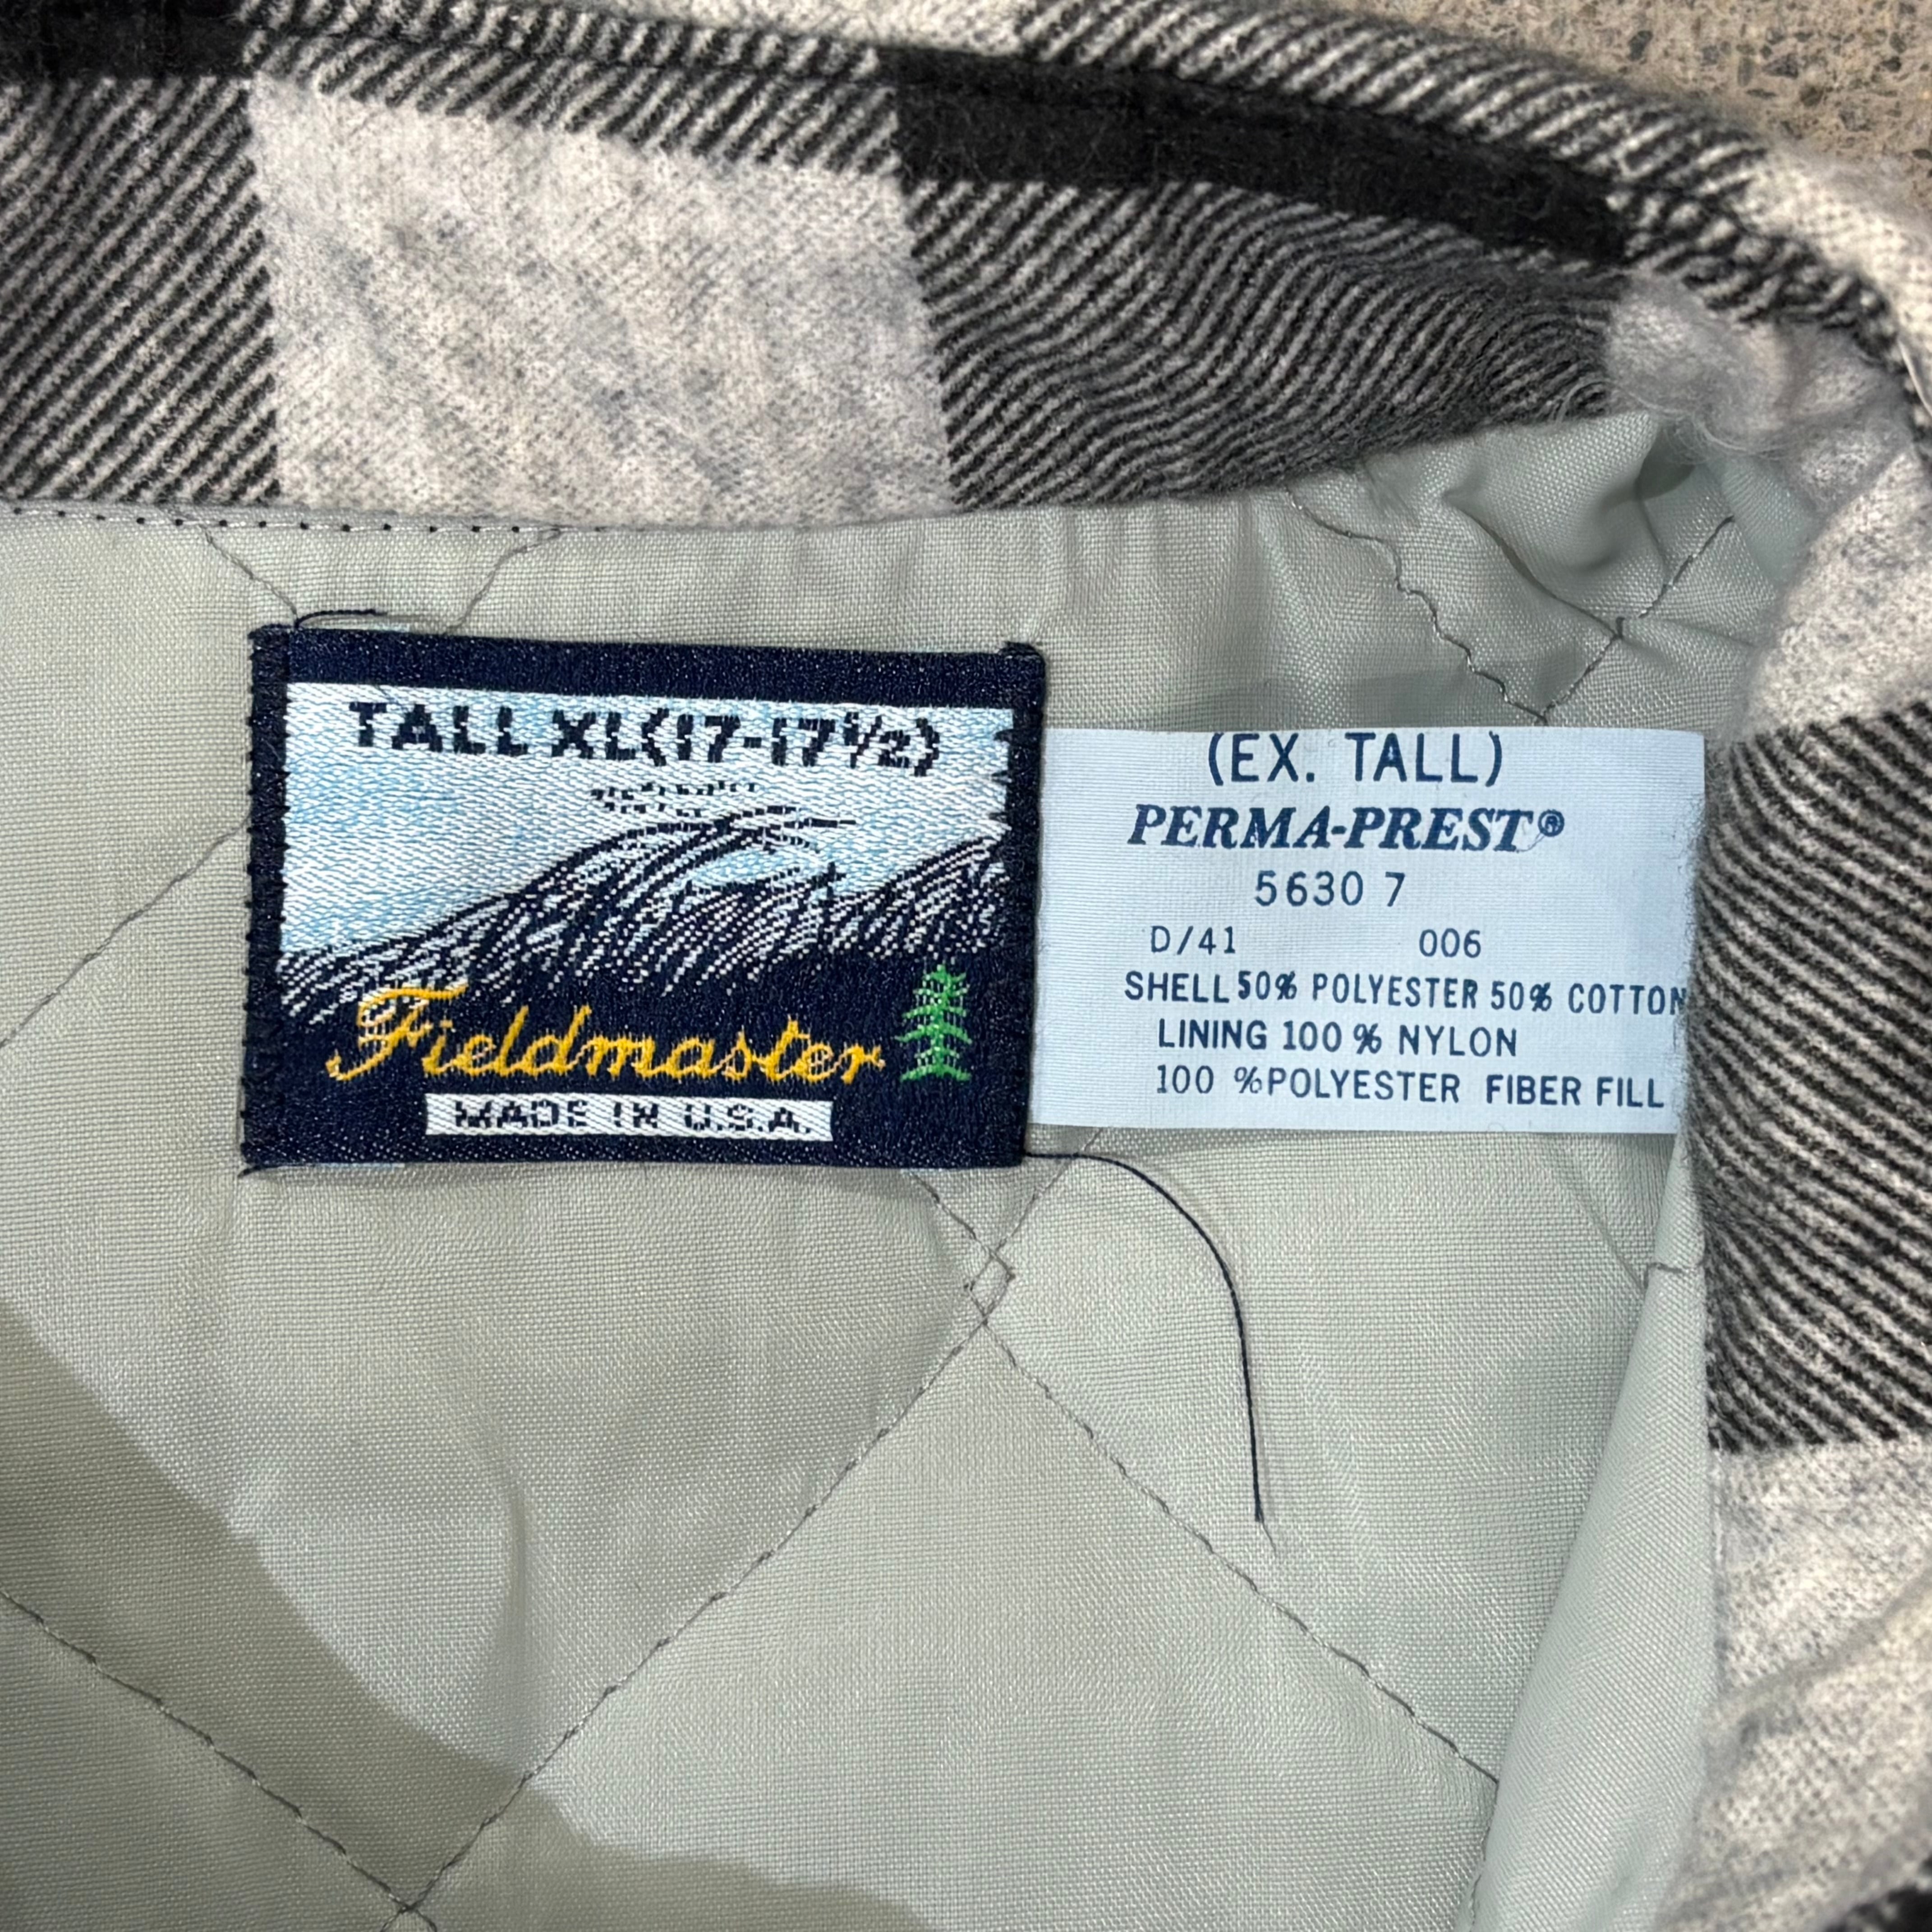 TALL XL(17-17½)
Fieldmaster
MADE IN U.S.A.
(EX. TALL)
PERMA-PREST®
5630 7
D/41 006
SHELL 50% POLYESTER 50% COTTON
LINING 100% NYLON
100 %POLYESTER FIBER FILL